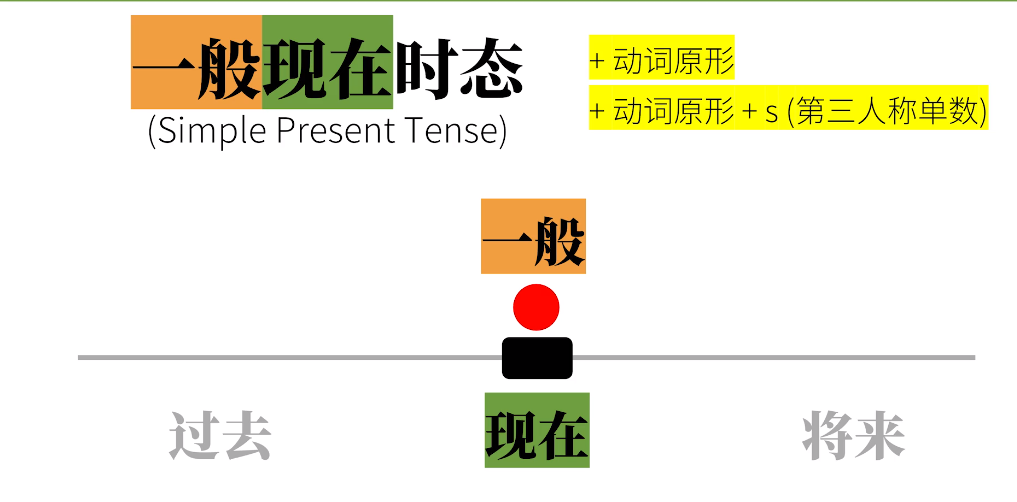 一般现在时态
(Simple Present Tense)
+ 动词原形
+ 动词原形 + s (第三人称单数)
一般
过去
现在
将来